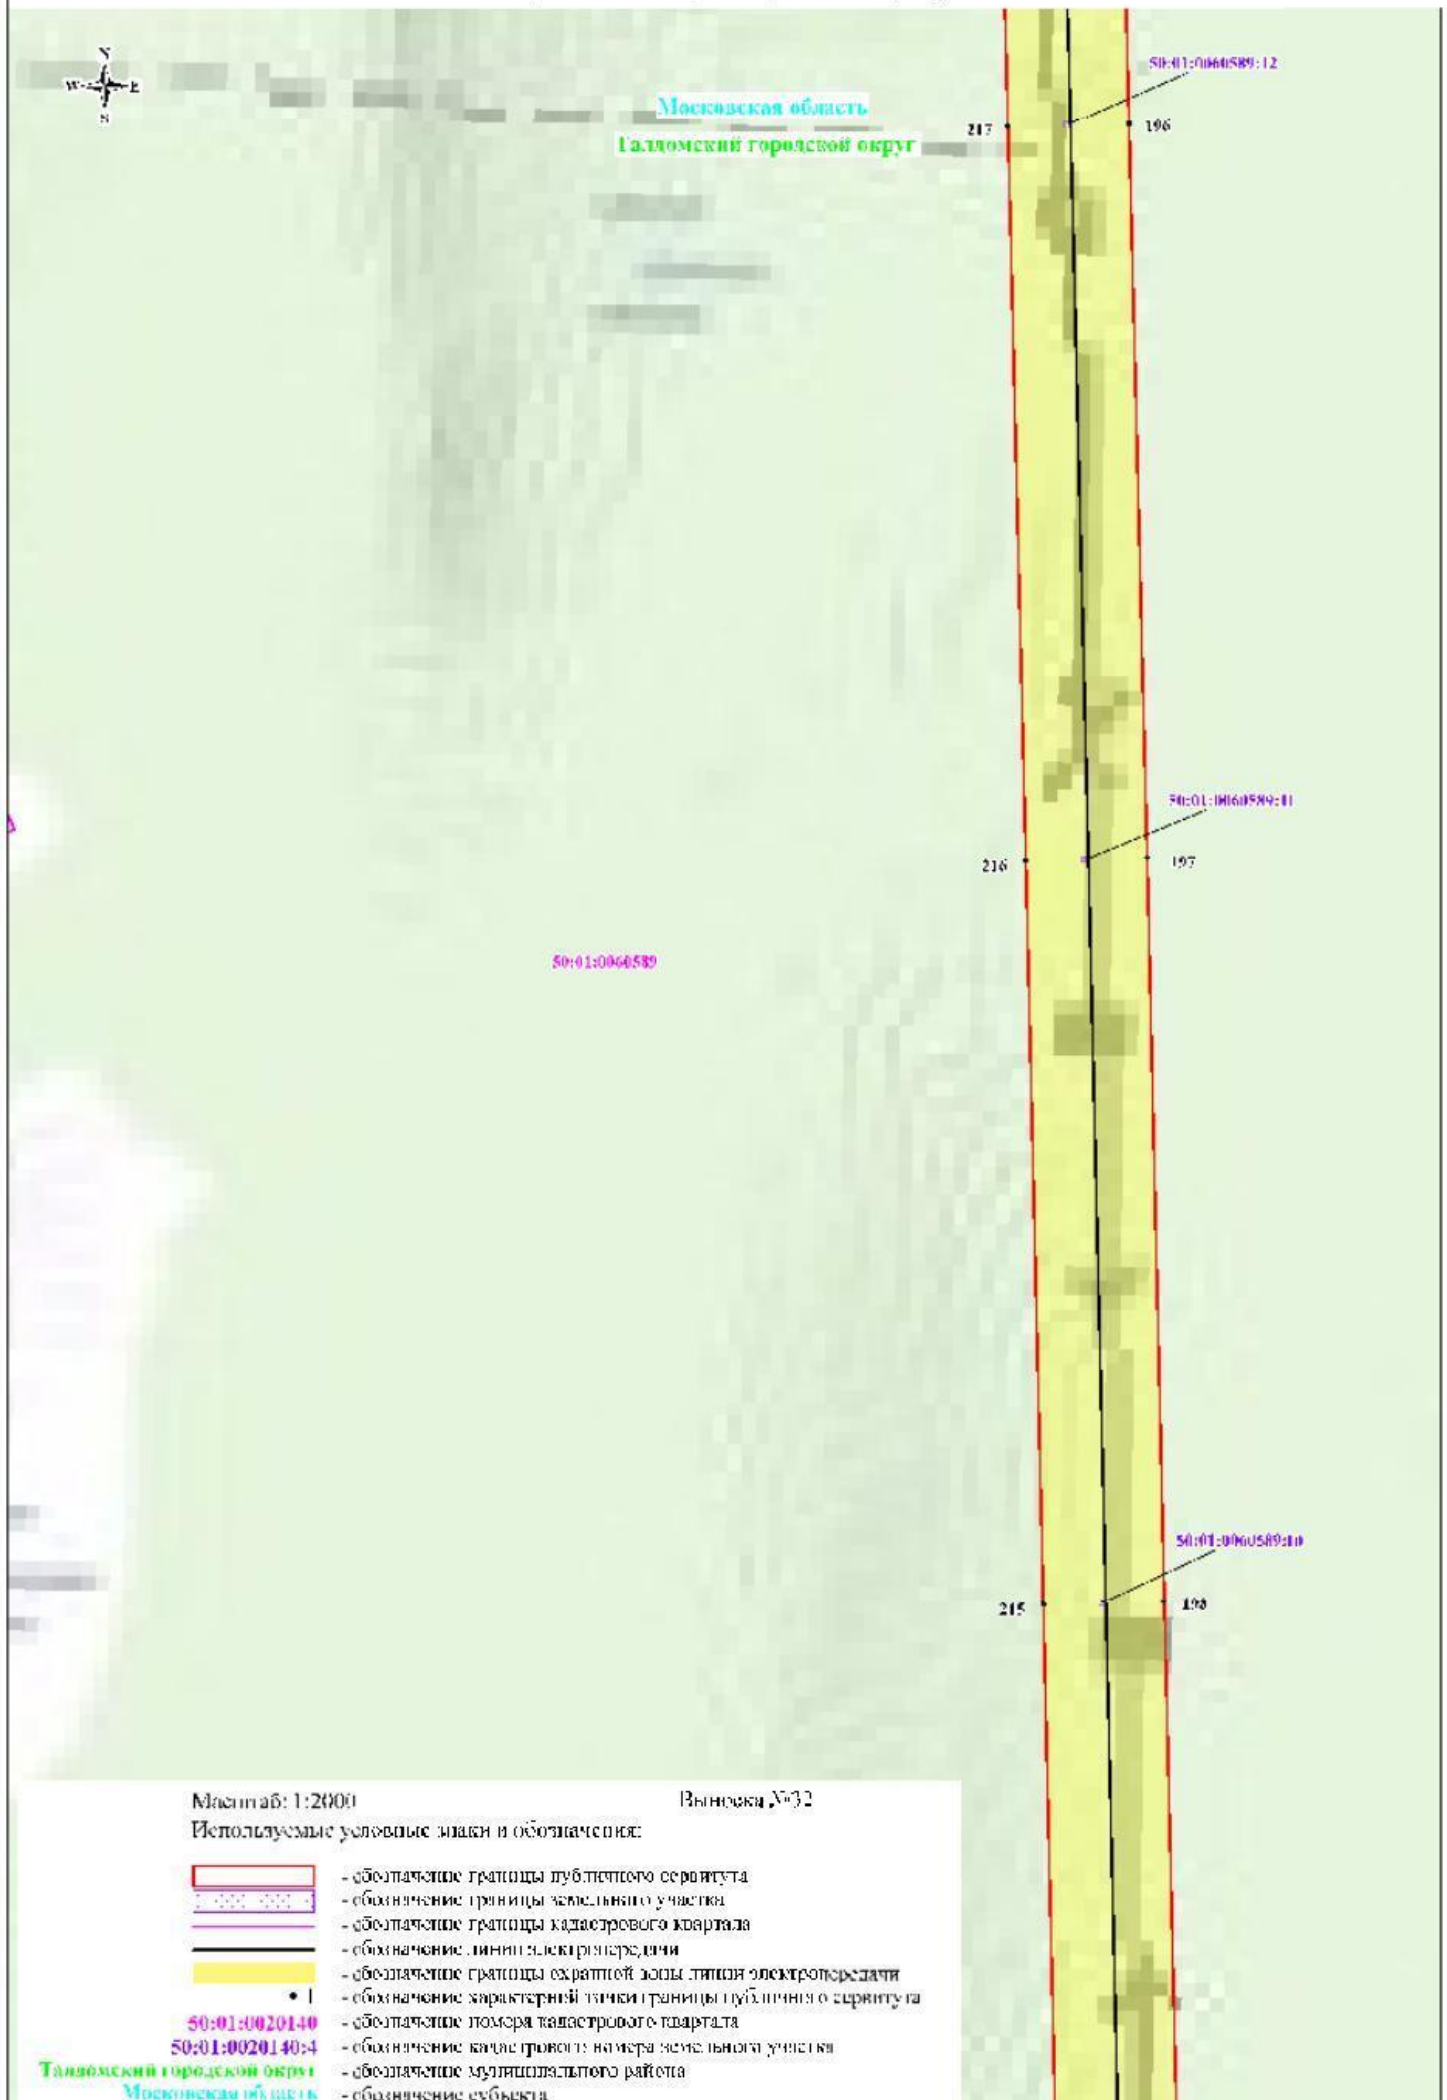 N
W E
S
50:01:0060589:12
Московская область
217
196
Талдомский городской округ
50:01:0060589:11
216
197
50:01:0060589
50:01:0060589:10
215
198
Масштаб: 1:2000
Выноска №32
Используемые условные знаки и обозначения:
- обозначение границы публичного сервитута
- обозначение границы земельного участка
- обозначение границы кадастрового квартала
- обозначение линии электропередачи
- обозначение границы охранной зоны линии электропередачи
• 1 - обозначение характерной точки границы публичного сервитута
50:01:0020140 - обозначение номера кадастрового квартала
50:01:0020140:4 - обозначение кадастрового номера земельного участка
Талдомский городской округ - обозначение муниципального района
Московская область - обозначение субъекта